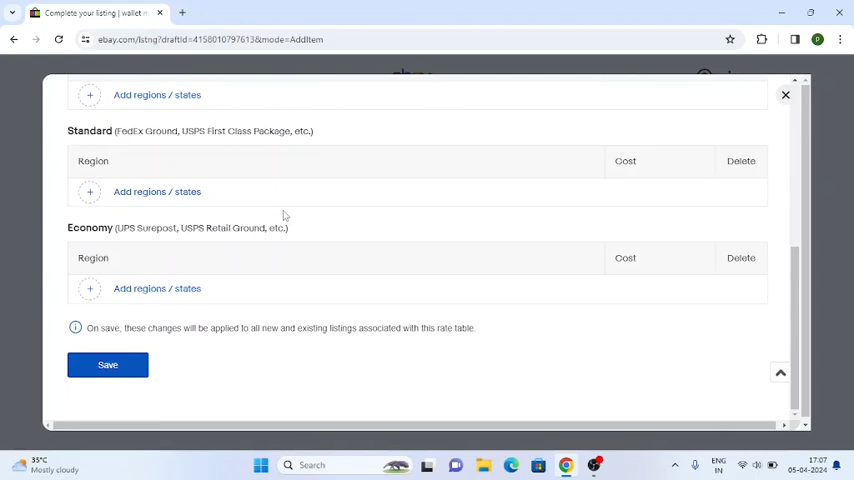 Complete your listing | wallet m
ebay.com/lstng?draftid=4158010797613&mode=AddItem
Add regions / states
Standard (FedEx Ground, USPS First Class Package, etc.)
Region Cost Delete
Add regions / states
Economy (UPS Surepost, USPS Retail Ground, etc.)
Region Cost Delete
Add regions / states
On save, these changes will be applied to all new and existing listings associated with this rate table.
Save
35°C
Mostly cloudy
Search
ENG
IN
17:07
05-04-2024